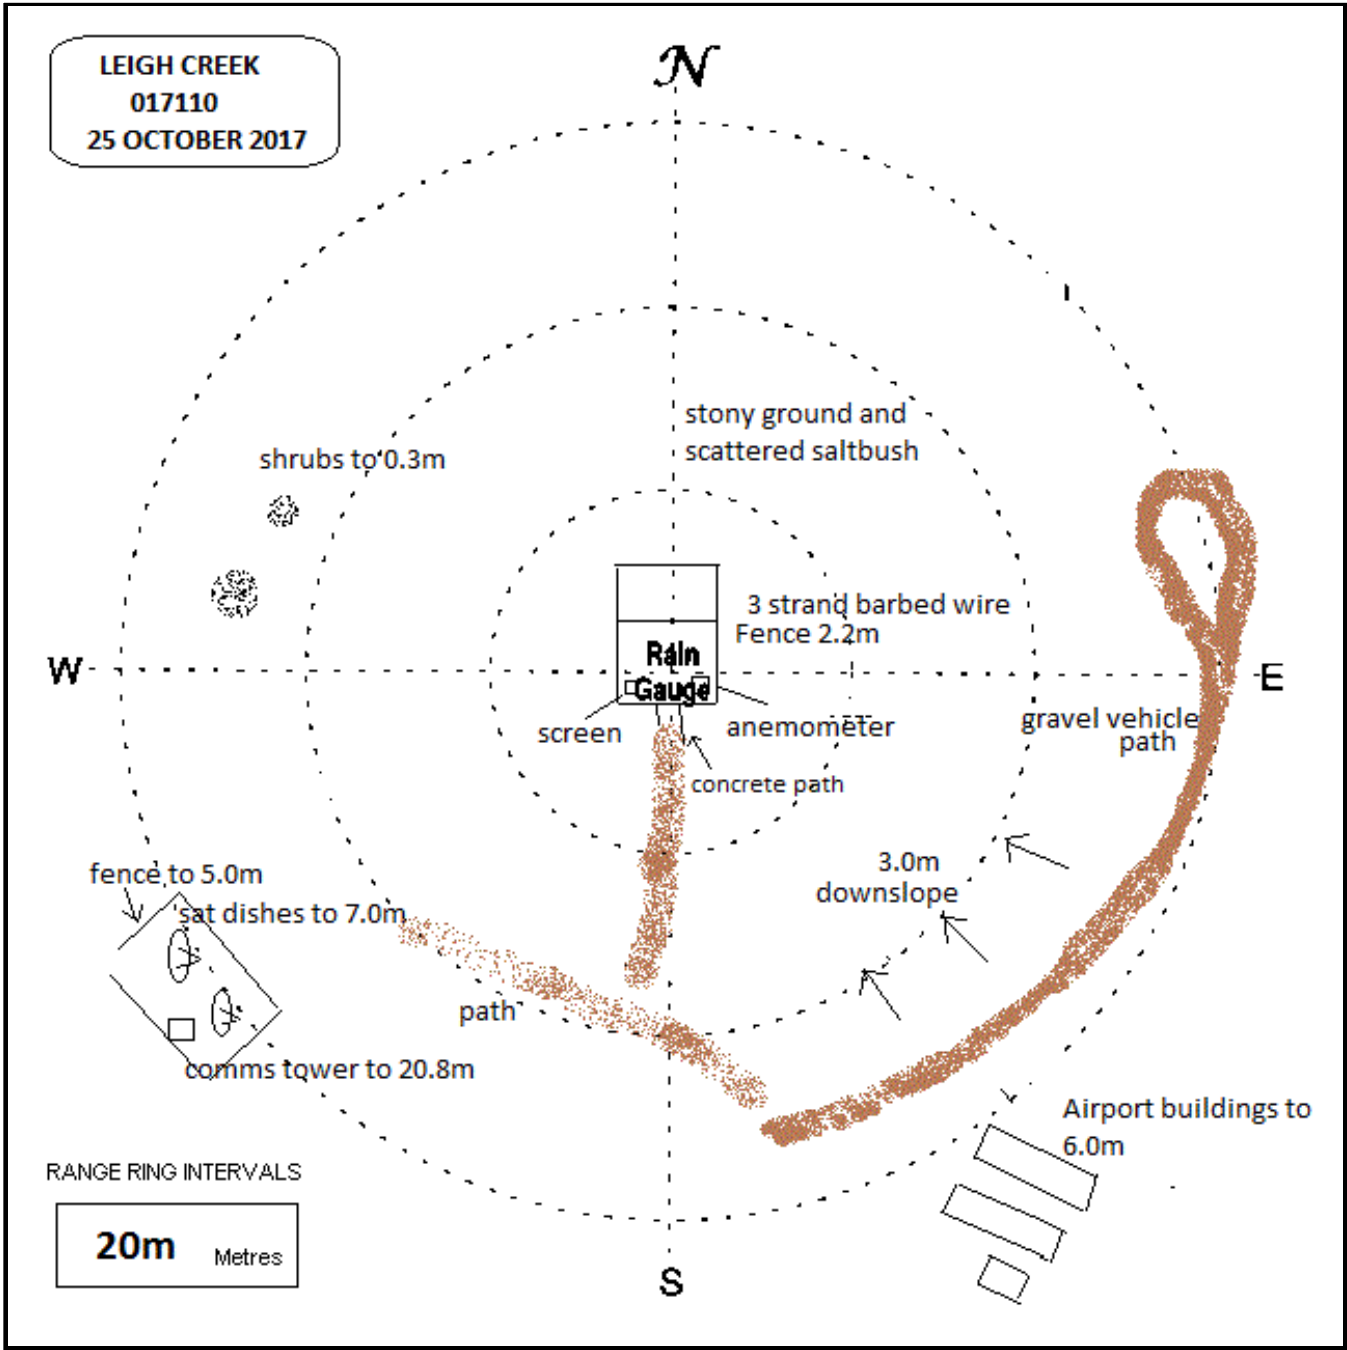 LEIGH CREEK
017110
25 OCTOBER 2017
N
stony ground and
scattered saltbush
shrubs to 0.3m
3 strand barbed wire
Fence 2.2m
Rain
Gauge
W
E
screen
anemometer
gravel vehicle
path
concrete path
3.0m
downslope
fence to 5.0m
sat dishes to 7.0m
path
comms tower to 20.8m
Airport buildings to
6.0m
RANGE RING INTERVALS
20m Metres
S